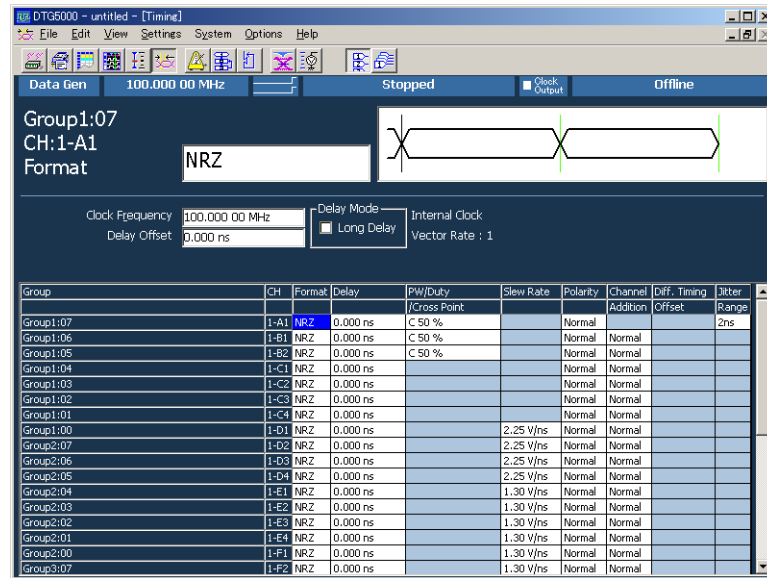 DTG5000 - untitled - [Timing]
File Edit View Settings System Options Help
Data Gen 100.000 00 MHz Stopped Clock Output Offline
Group1:07
CH:1-A1
Format NRZ
Clock Frequency 100.000 00 MHz Delay Mode Internal Clock
Delay Offset 0.000 ns Long Delay Vector Rate : 1
Group CH Format Delay PW/Duty Slew Rate Polarity Channel Diff. Timing Jitter
/Cross Point Addition Offset Range
Group1:07 1-A1 NRZ 0.000 ns C 50 % Normal 2ns
Group1:06 1-B1 NRZ 0.000 ns C 50 % Normal Normal
Group1:05 1-B2 NRZ 0.000 ns C 50 % Normal Normal
Group1:04 1-C1 NRZ 0.000 ns Normal Normal
Group1:03 1-C2 NRZ 0.000 ns Normal Normal
Group1:02 1-C3 NRZ 0.000 ns Normal Normal
Group1:01 1-C4 NRZ 0.000 ns Normal Normal
Group1:00 1-D1 NRZ 0.000 ns 2.25 V/ns Normal Normal
Group2:07 1-D2 NRZ 0.000 ns 2.25 V/ns Normal Normal
Group2:06 1-D3 NRZ 0.000 ns 2.25 V/ns Normal Normal
Group2:05 1-D4 NRZ 0.000 ns 2.25 V/ns Normal Normal
Group2:04 1-E1 NRZ 0.000 ns 1.30 V/ns Normal Normal
Group2:03 1-E2 NRZ 0.000 ns 1.30 V/ns Normal Normal
Group2:02 1-E3 NRZ 0.000 ns 1.30 V/ns Normal Normal
Group2:01 1-E4 NRZ 0.000 ns 1.30 V/ns Normal Normal
Group2:00 1-F1 NRZ 0.000 ns 1.30 V/ns Normal Normal
Group3:07 1-F2 NRZ 0.000 ns 1.30 V/ns Normal Normal